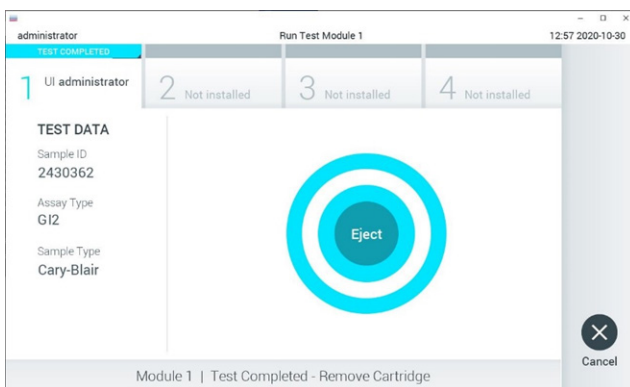 administrator Run Test Module 1 12:57 2020-10-30
TEST COMPLETED
1 UI administrator 2 Not installed 3 Not installed 4 Not installed
TEST DATA
Sample ID
2430362
Assay Type
GI2
Sample Type
Cary-Blair
Eject
Cancel
Module 1 | Test Completed - Remove Cartridge